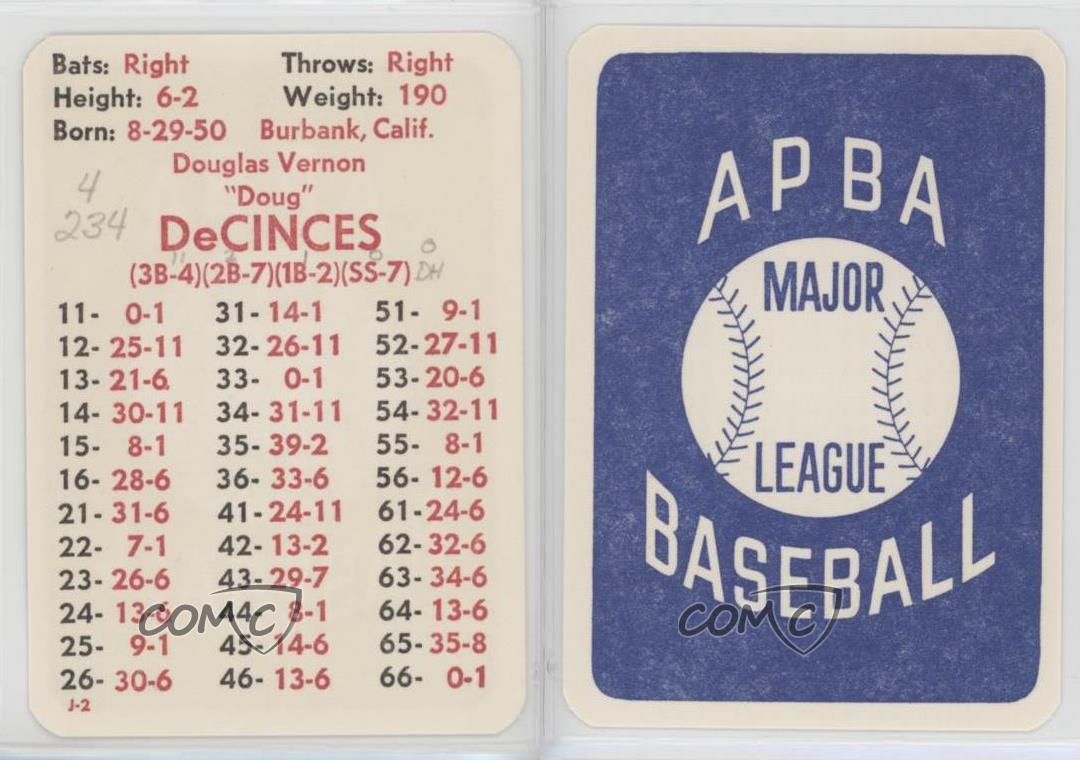 Bats: Right Throws: Right
Height: 6-2 Weight: 190
Born: 8-29-50 Burbank, Calif.
Douglas Vernon
4
"Doug"
234
DeCINCES
(3B-4)(2B-7)(1B-2)(SS-7) DH
11- 0-1 31- 14-1 51- 9-1
12- 25-11 32- 26-11 52- 27-11
13- 21-6 33- 0-1 53- 20-6
14- 30-11 34- 31-11 54- 32-11
15- 8-1 35- 39-2 55- 8-1
16- 28-6 36- 33-6 56- 12-6
21- 31-6 41- 24-11 61- 24-6
22- 7-1 42- 13-2 62- 32-6
23- 26-6 43- 29-7 63- 34-6
24- 13-6 44- 8-1 64- 13-6
25- 9-1 45- 14-6 65- 35-8
26- 30-6 46- 13-6 66- 0-1
J-2
COMC
APBA
MAJOR
LEAGUE
BASEBALL
COMC